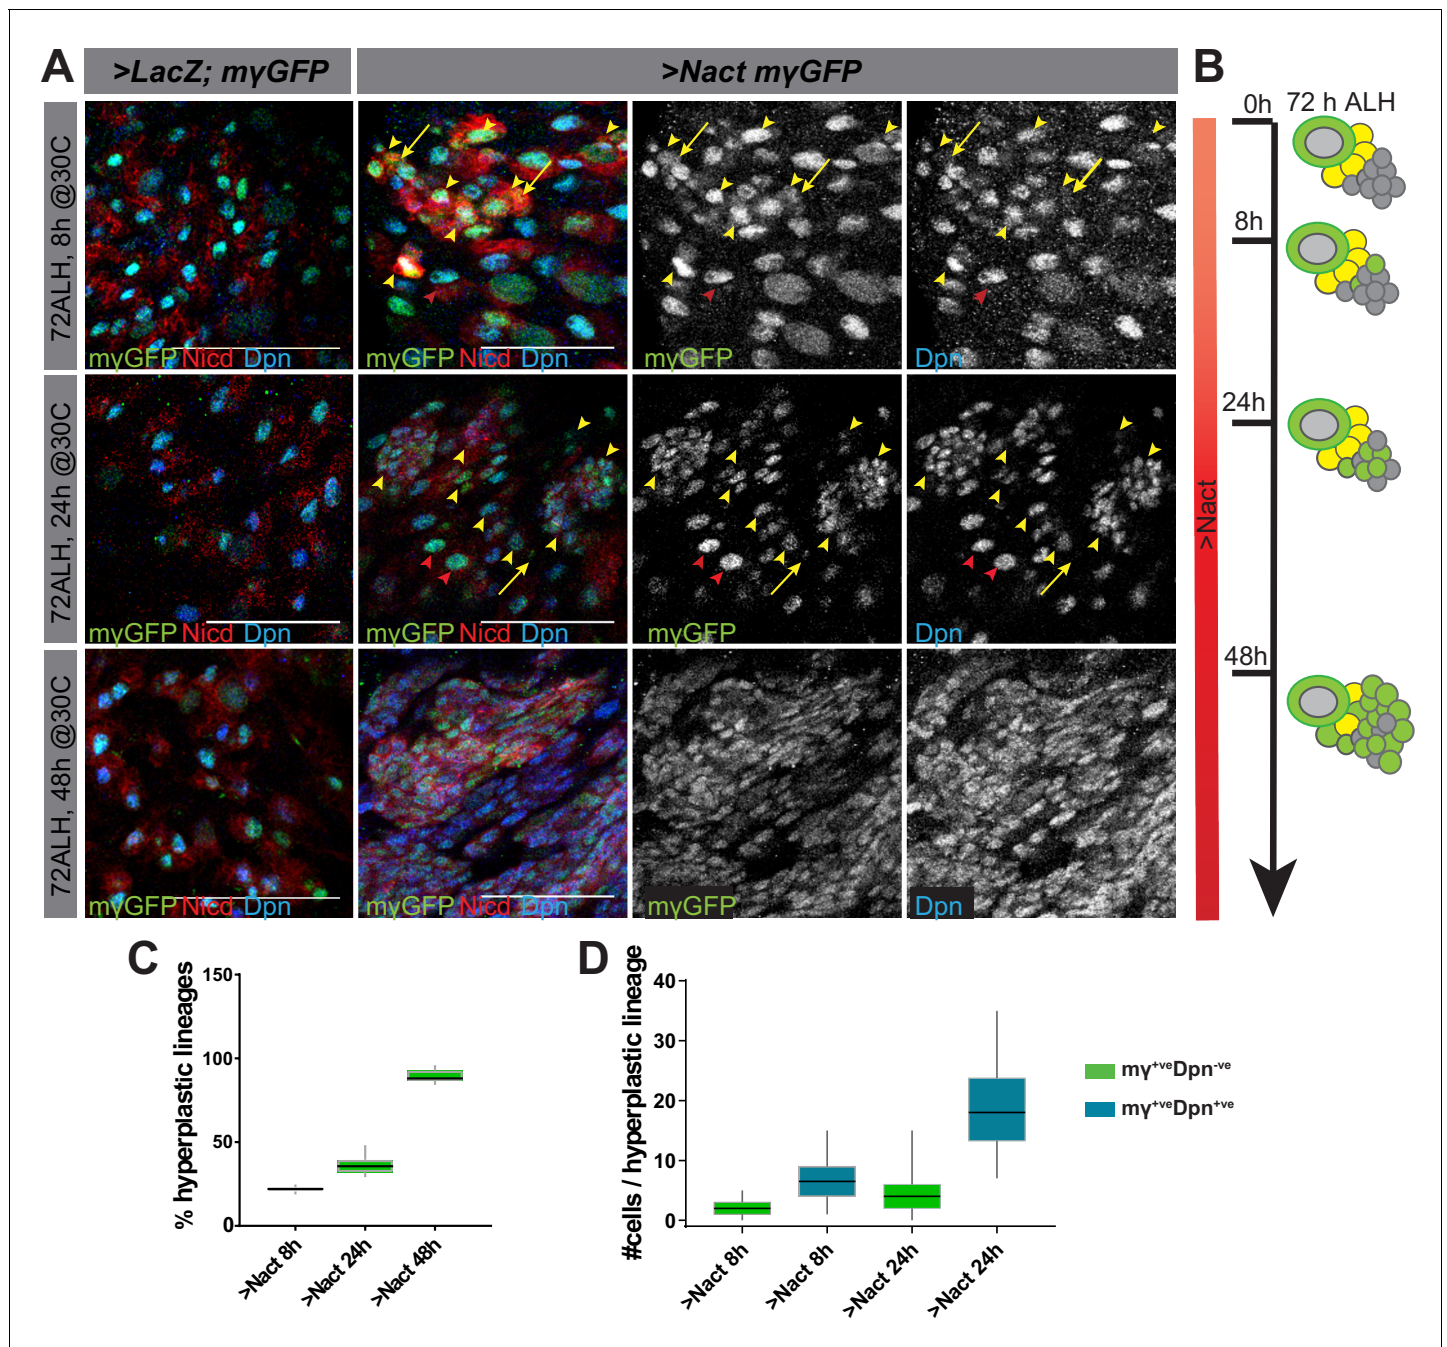 A
>LacZ; mγGFP
>Nact mγGFP
B
72ALH, 8h @30C
mγGFP Nicd Dpn
mγGFP Nicd Dpn
mγGFP
Dpn
72ALH, 24h @30C
mγGFP Nicd Dpn
mγGFP Nicd Dpn
mγGFP
Dpn
72ALH, 48h @30C
mγGFP Nicd Dpn
mγGFP Nicd Dpn
mγGFP
Dpn
0h
72 h ALH
8h
24h
48h
>Nact
C
% hyperplastic lineages
150
100
50
0
>Nact 8h
>Nact 24h
>Nact 48h
D
#cells / hyperplastic lineage
40
30
20
10
0
>Nact 8h
>Nact 8h
>Nact 24h
>Nact 24h
mγ+veDpn-ve
mγ+veDpn+ve